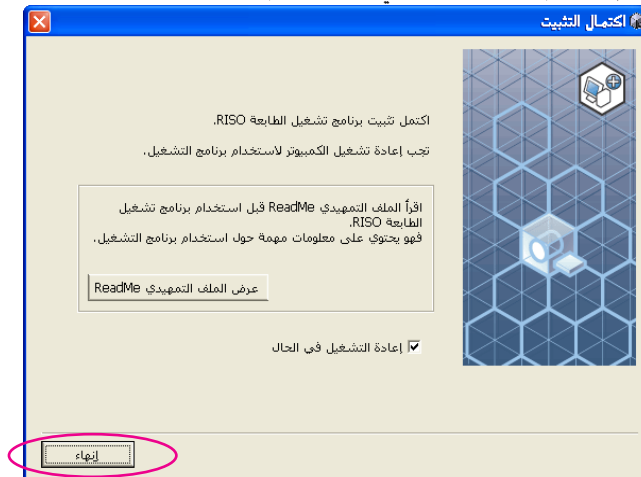 اكتمال التثبيت
اكتمل تثبيت برنامج تشغيل الطابعة RISO.
تجب إعادة تشغيل الكمبيوتر لاستخدام برنامج التشغيل.
اقرأ الملف التمهيدي ReadMe قبل استخدام برنامج تشغيل
الطابعة RISO.
فهو يحتوي على معلومات مهمة حول استخدام برنامج التشغيل.
عرض الملف التمهيدي ReadMe
إعادة التشغيل في الحال
إنهاء